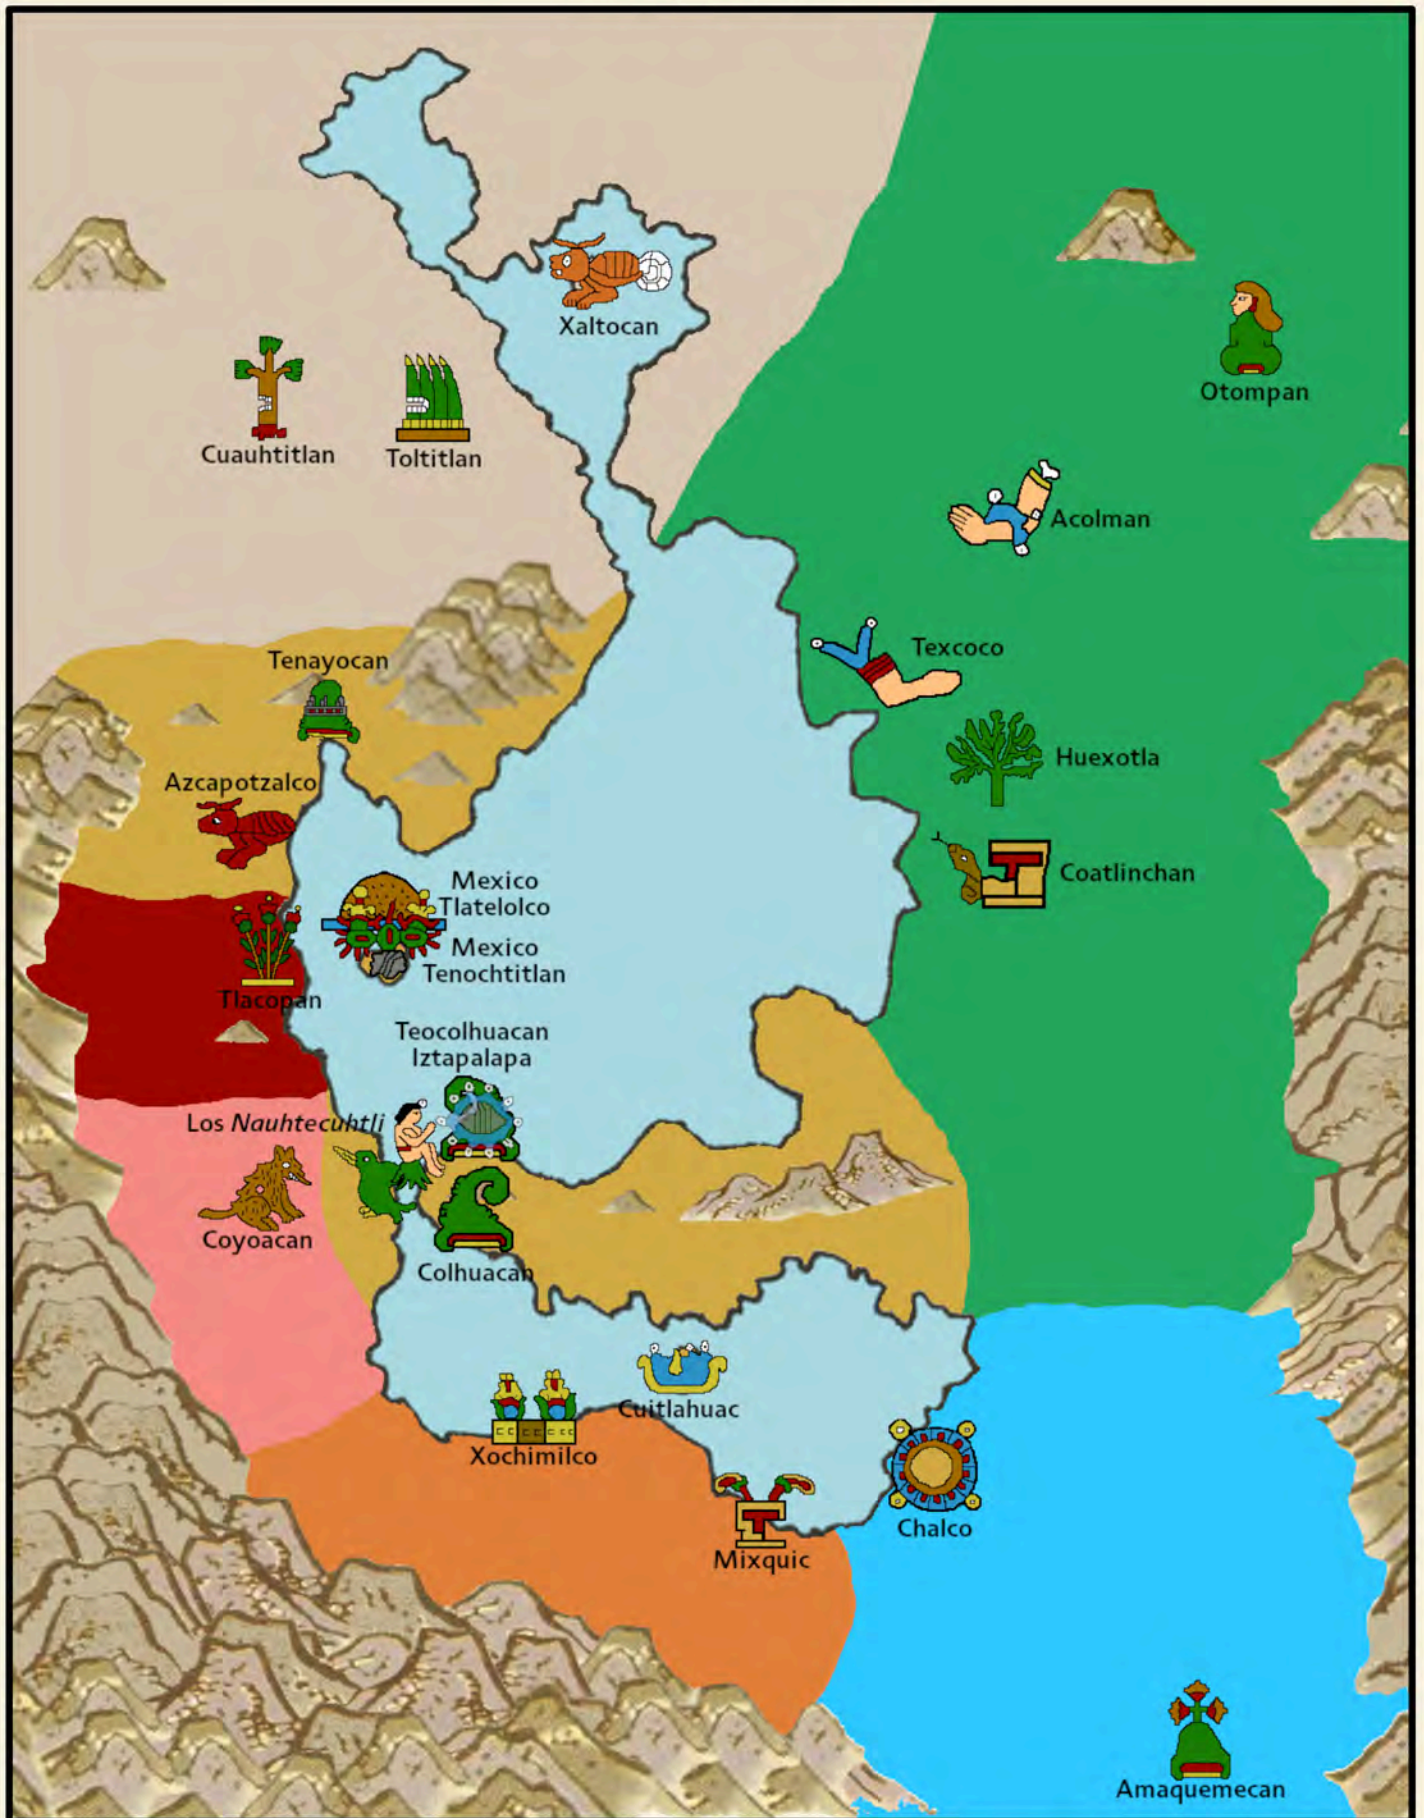 Xaltocan
Otompan
Cuauhtitlan
Toltitlan
Acolman
Texcoco
Tenayocan
Huexotla
Azcapotzalco
Coatlinchan
Mexico
Tlatelolco
Mexico
Tenochtitlan
Tlacopan
Teocolhuacan
Iztapalapa
Los Nauhtecuhtli
Coyoacan
Colhuacan
Cuitlahuac
Xochimilco
Chalco
Mixquic
Amaquemecan